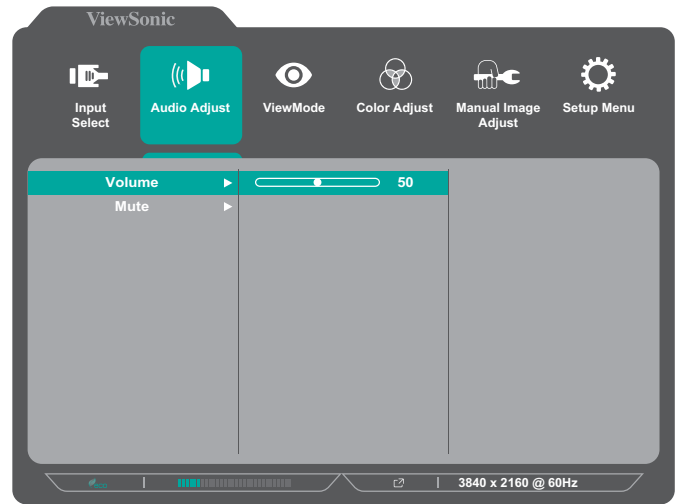 ViewSonic
Input
Select
Audio Adjust
ViewMode
Color Adjust
Manual Image
Adjust
Setup Menu
Volume
50
Mute
eco
3840 x 2160 @ 60Hz